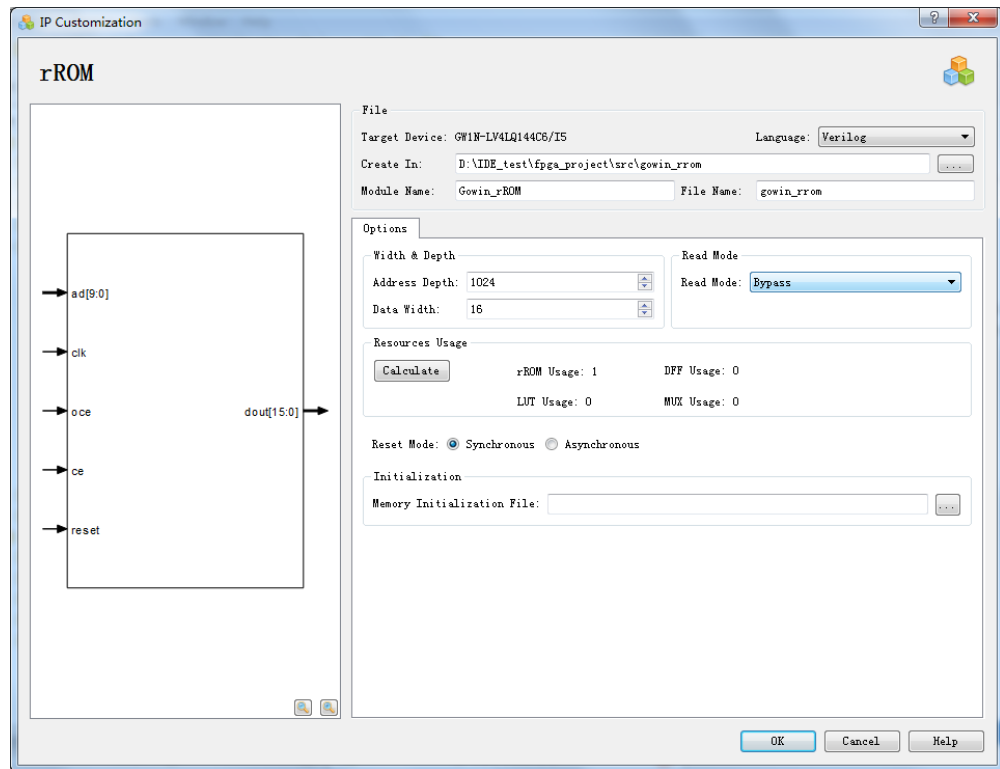 IP Customization
rROM
File
Target Device: GW1N-LV4LQ144C6/I5 Language: Verilog
Create In: D:\IDE_test\fpga_project\src\gowin_rrom ...
Module Name: Gowin_rROM File Name: gowin_rrom
Options
Width & Depth Read Mode
Address Depth: 1024 Read Mode: Bypass
Data Width: 16
Resources Usage
Calculate rROM Usage: 1 DFF Usage: 0
LUT Usage: 0 MUX Usage: 0
Reset Mode: Synchronous Asynchronous
Initialization
Memory Initialization File: ...
ad[9:0]
clk
oce dout[15:0]
ce
reset
OK Cancel Help